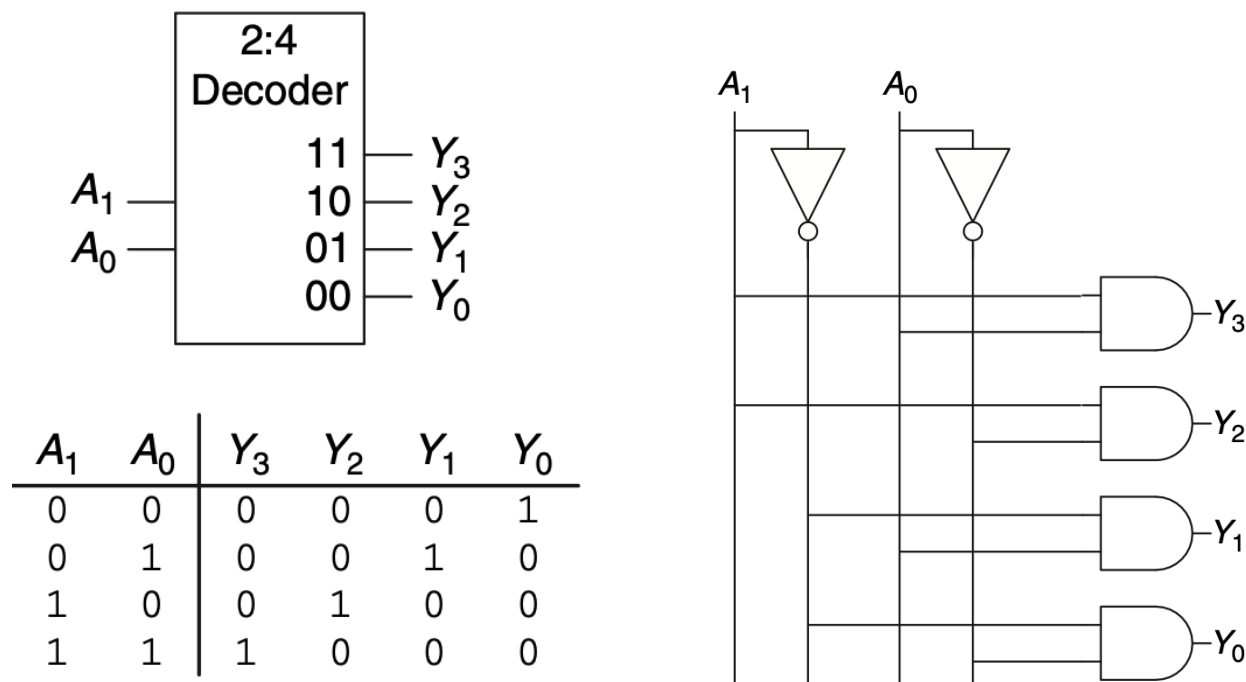 2:4
Decoder
11 Y3
A1 10 Y2
A0 01 Y1
00 Y0
A1 A0 Y3 Y2 Y1 Y0
0 0 0 0 0 1
0 1 0 0 1 0
1 0 0 1 0 0
1 1 1 0 0 0
A1 A0
Y3
Y2
Y1
Y0